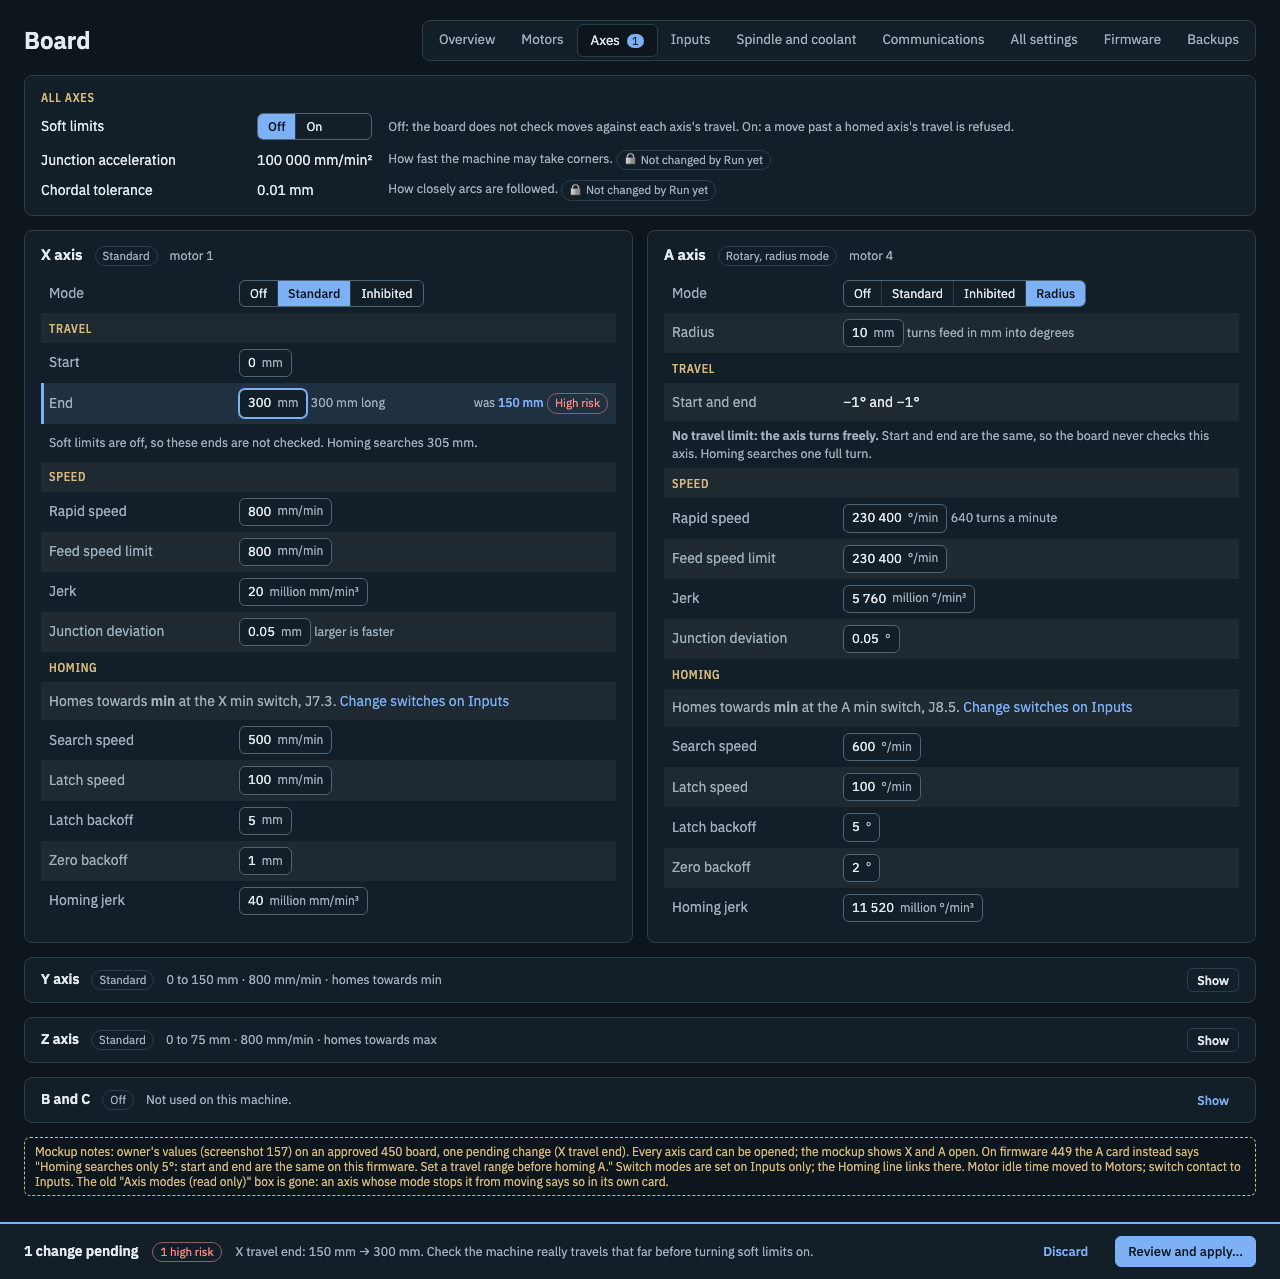 Board
Overview Motors Axes 1 Inputs Spindle and coolant Communications All settings Firmware Backups
ALL AXES
Soft limits Off On Off: the board does not check moves against each axis's travel. On: a move past a homed axis's travel is refused.
Junction acceleration 100 000 mm/min² How fast the machine may take corners. Not changed by Run yet
Chordal tolerance 0.01 mm How closely arcs are followed. Not changed by Run yet
X axis Standard motor 1
Mode Off Standard Inhibited
TRAVEL
Start 0 mm
End 300 mm 300 mm long was 150 mm High risk
Soft limits are off, so these ends are not checked. Homing searches 305 mm.
SPEED
Rapid speed 800 mm/min
Feed speed limit 800 mm/min
Jerk 20 million mm/min³
Junction deviation 0.05 mm larger is faster
HOMING
Homes towards min at the X min switch, J7.3. Change switches on Inputs
Search speed 500 mm/min
Latch speed 100 mm/min
Latch backoff 5 mm
Zero backoff 1 mm
Homing jerk 40 million mm/min³
A axis Rotary, radius mode motor 4
Mode Off Standard Inhibited Radius
Radius 10 mm turns feed in mm into degrees
TRAVEL
Start and end −1° and −1°
No travel limit: the axis turns freely. Start and end are the same, so the board never checks this
axis. Homing searches one full turn.
SPEED
Rapid speed 230 400 °/min 640 turns a minute
Feed speed limit 230 400 °/min
Jerk 5 760 million °/min³
Junction deviation 0.05 °
HOMING
Homes towards min at the A min switch, J8.5. Change switches on Inputs
Search speed 600 °/min
Latch speed 100 °/min
Latch backoff 5 °
Zero backoff 2 °
Homing jerk 11 520 million °/min³
Y axis Standard 0 to 150 mm · 800 mm/min · homes towards min Show
Z axis Standard 0 to 75 mm · 800 mm/min · homes towards max Show
B and C Off Not used on this machine. Show
Mockup notes: owner's values (screenshot 157) on an approved 450 board, one pending change (X travel end). Every axis card can be opened; the mockup shows X and A open. On firmware 449 the A card instead says
"Homing searches only 5°: start and end are the same on this firmware. Set a travel range before homing A." Switch modes are set on Inputs only; the Homing line links there. Motor idle time moved to Motors; switch contact to
Inputs. The old "Axis modes (read only)" box is gone: an axis whose mode stops it from moving says so in its own card.
1 change pending 1 high risk X travel end: 150 mm → 300 mm. Check the machine really travels that far before turning soft limits on. Discard Review and apply...